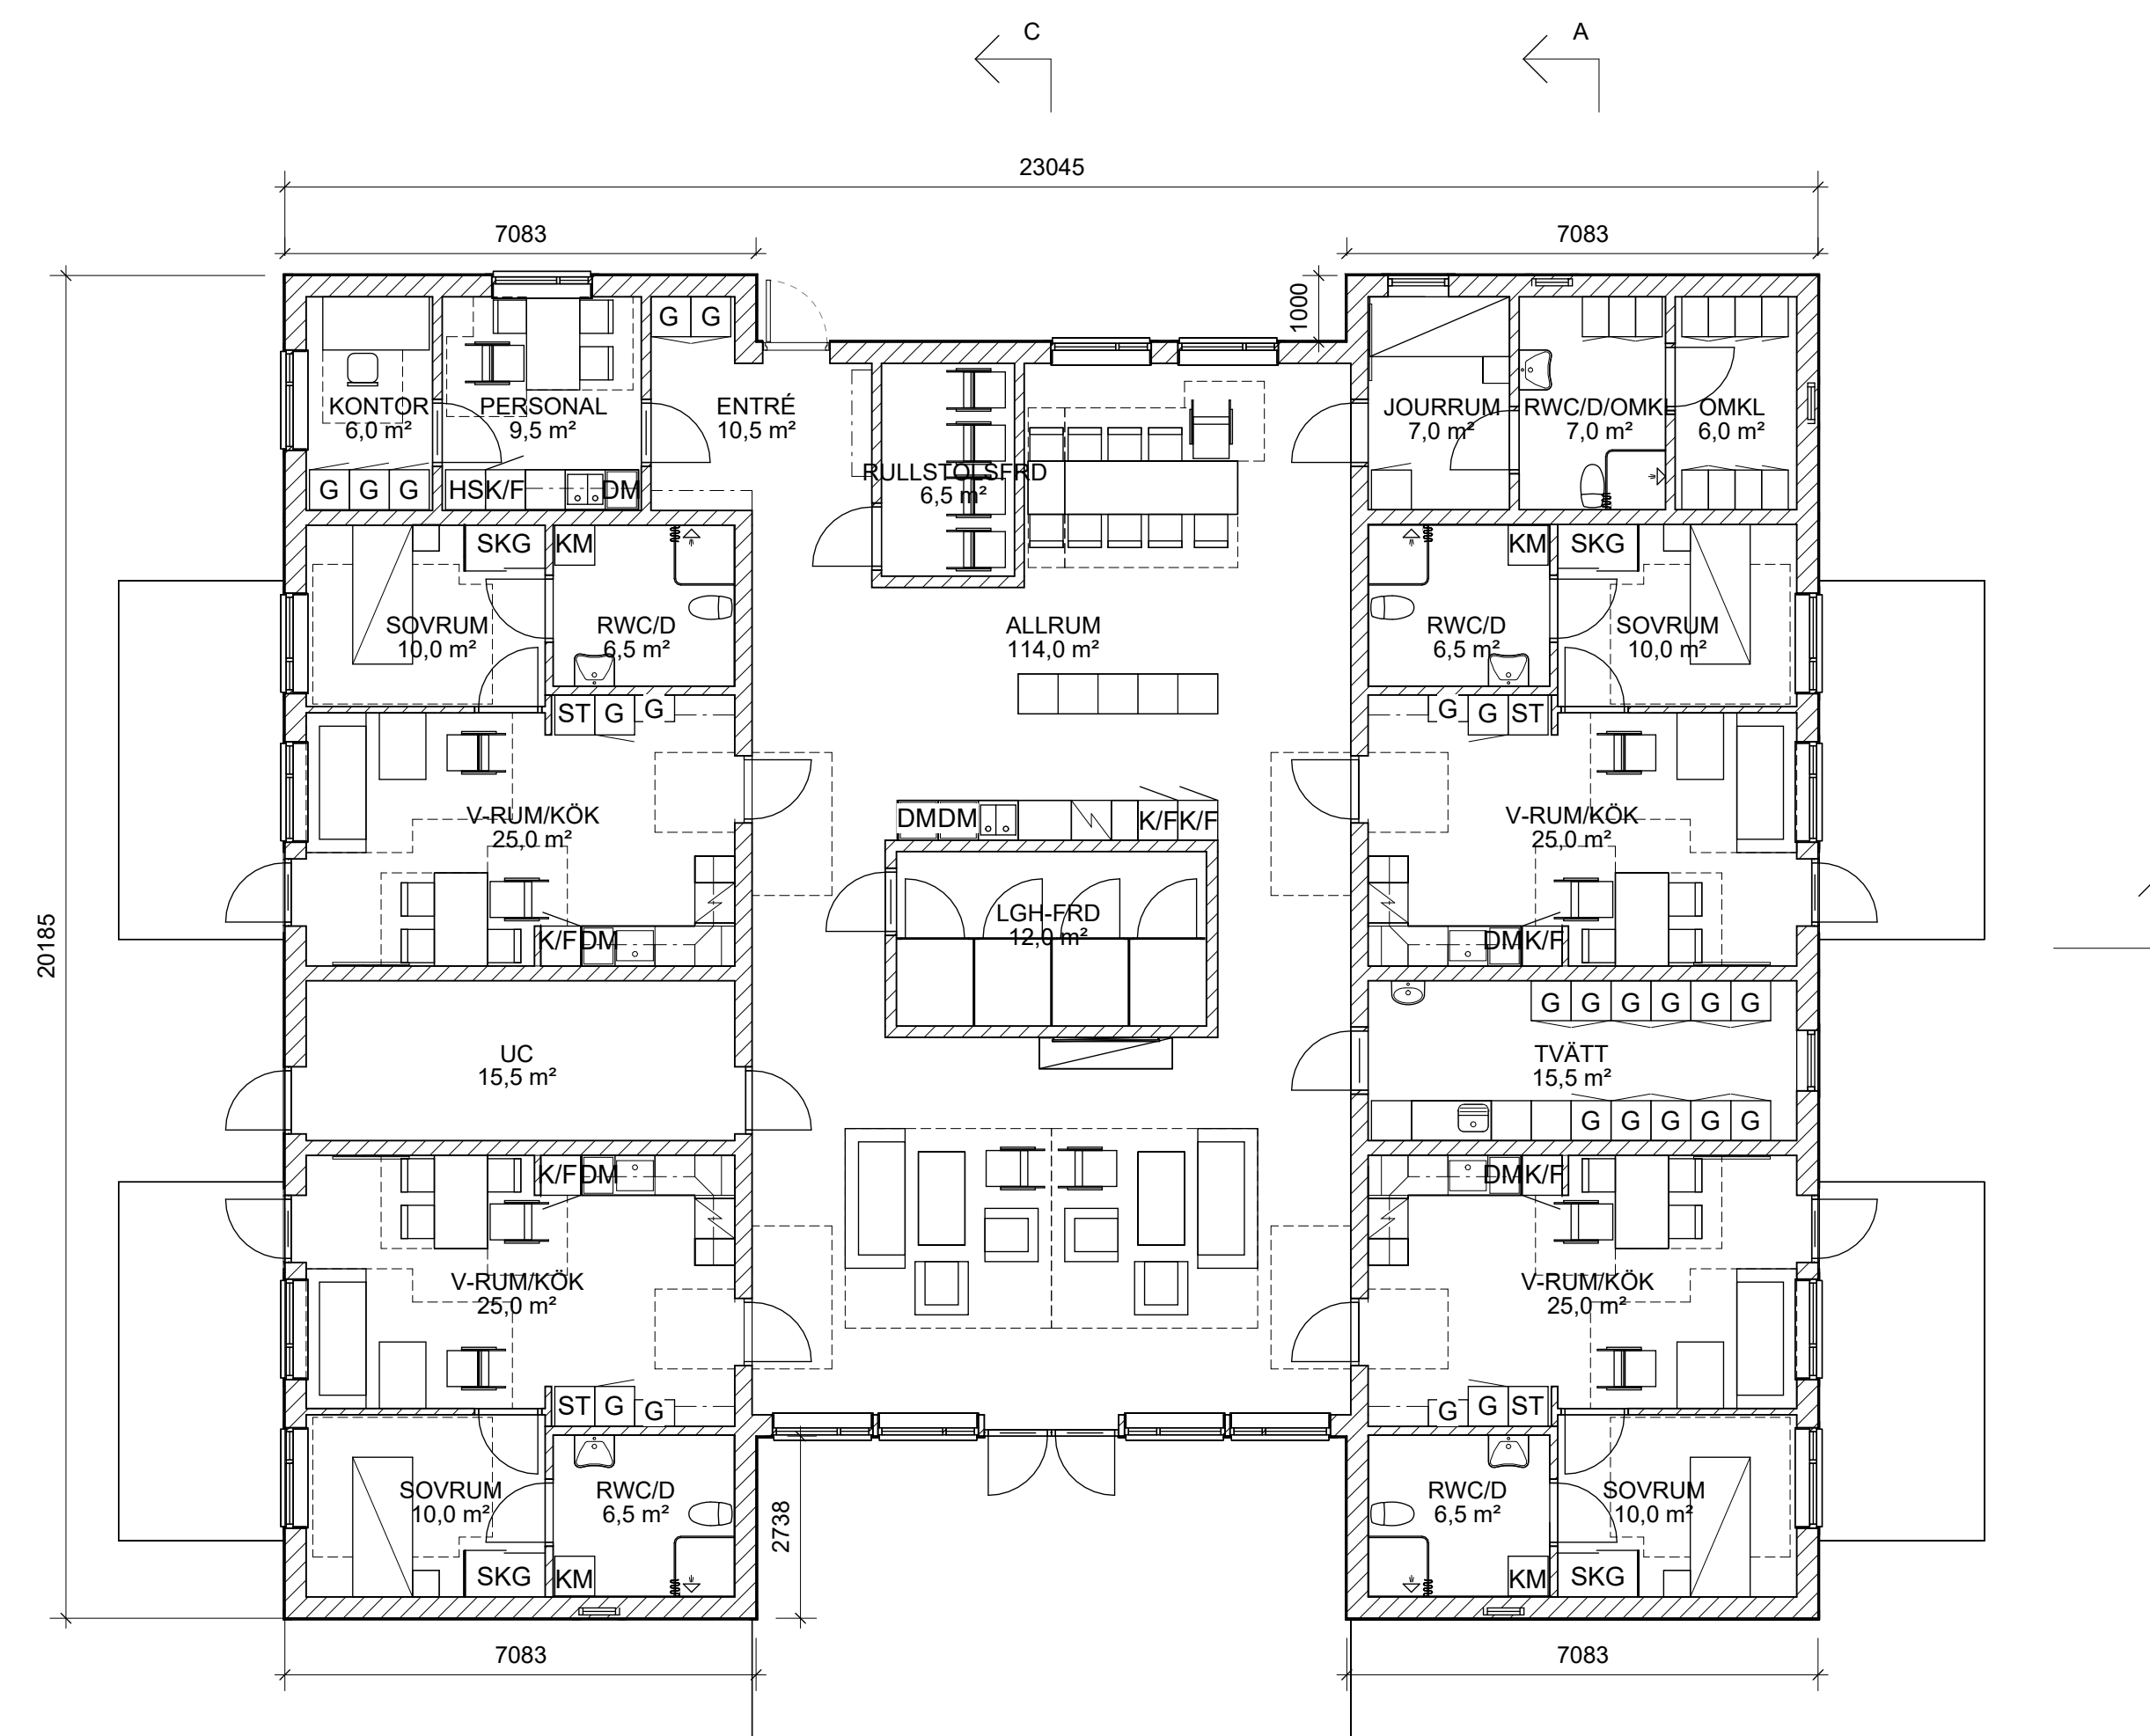 C
A
23045
7083
7083
1000
G G
KONTOR
6,0 m²
PERSONAL
9,5 m²
ENTRÉ
10,5 m²
JOURRUM
7,0 m²
RWC/D/OMKL
7,0 m²
OMKL
6,0 m²
RULLSTOLSFRD
6,5 m²
G G G
HS K/F DM
SKG KM
KM SKG
SOVRUM
10,0 m²
RWC/D
6,5 m²
ALLRUM
114,0 m²
RWC/D
6,5 m²
SOVRUM
10,0 m²
ST G G
G G ST
V-RUM/KÖK
25,0 m²
DM DM K/F K/F
V-RUM/KÖK
25,0 m²
LGH-FRD
12,0 m²
K/F DM
DM K/F
20185
G G G G G G
UC
15,5 m²
TVÄTT
15,5 m²
G G G G G
K/F DM
DM K/F
V-RUM/KÖK
25,0 m²
V-RUM/KÖK
25,0 m²
ST G G
G G ST
SOVRUM
10,0 m²
RWC/D
6,5 m²
2738
RWC/D
6,5 m²
SOVRUM
10,0 m²
SKG KM
KM SKG
7083
7083